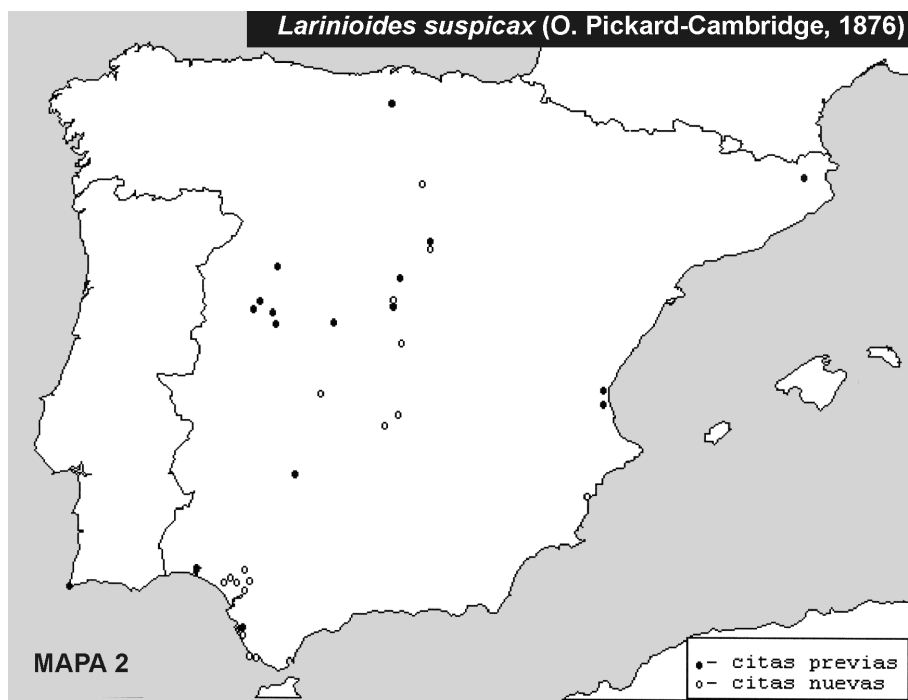 Larinioides suspicax (O. Pickard-Cambridge, 1876)
MAPA 2
●- citas previas
○- citas nuevas